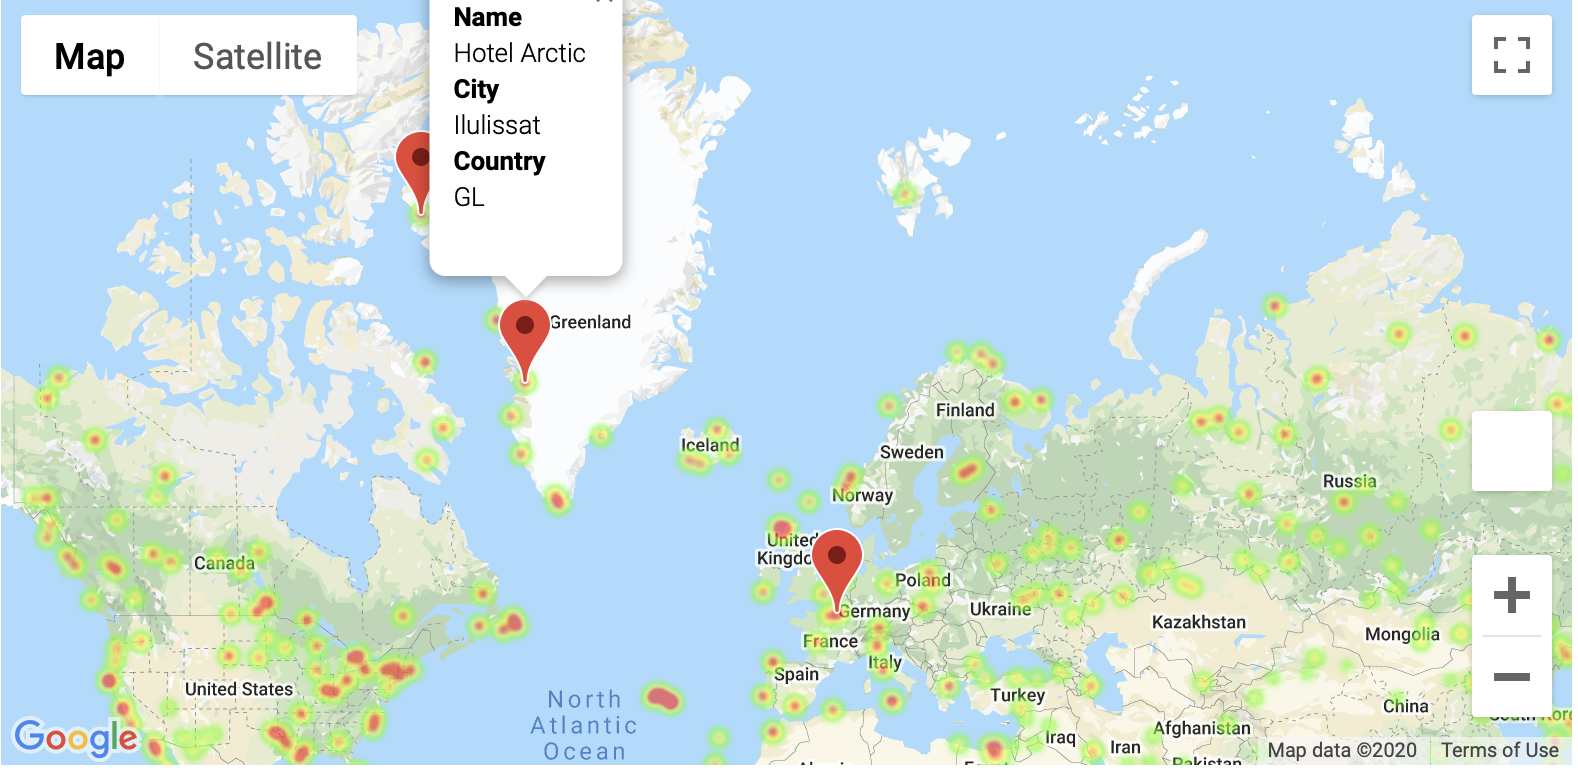 Map
Satellite
Name
Hotel Arctic
City
Ilulissat
Country
GL
Greenland
Finland
Iceland
Sweden
Russia
Norway
United
Canada
Poland
Germany
Ukraine
Kazakhstan
France
Mongolia
Italy
Spain
United States
Turkey
North
Atlantic
Ocean
China
Afghanistan
Iraq
Iran
Google
Map data ©2020
Terms of Use